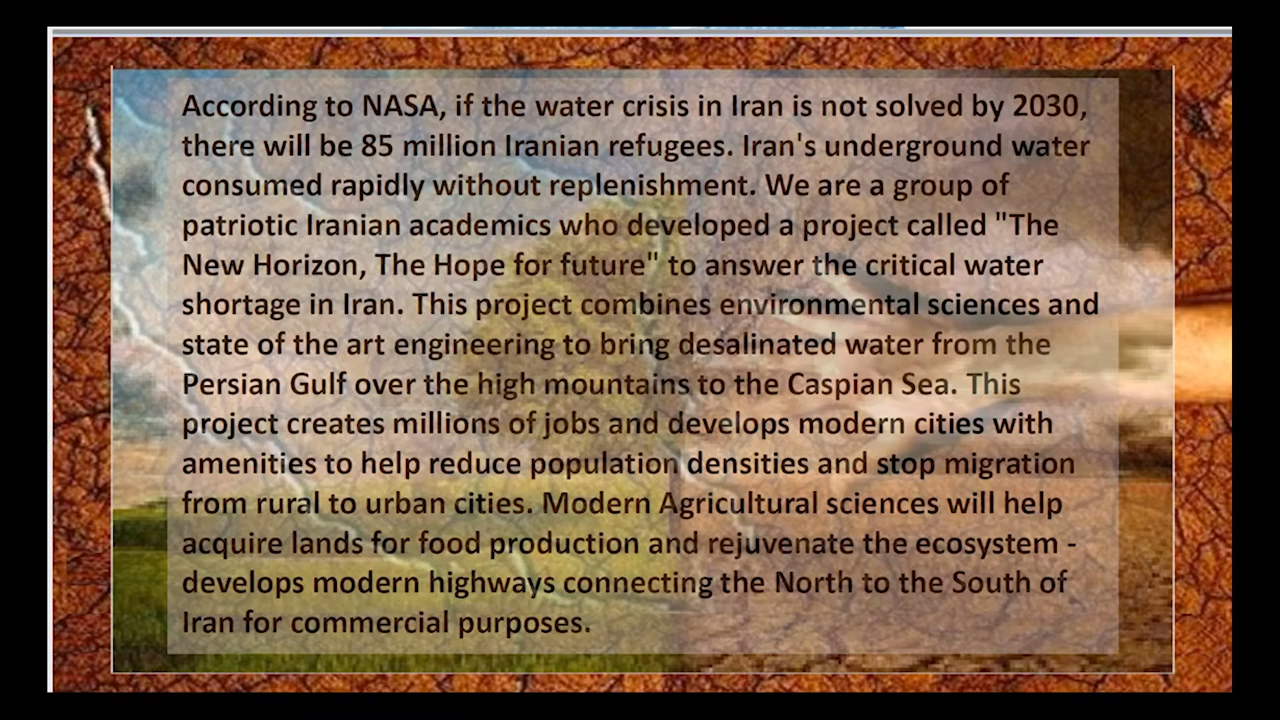 According to NASA, if the water crisis in Iran is not solved by 2030,
there will be 85 million Iranian refugees. Iran's underground water
consumed rapidly without replenishment. We are a group of
patriotic Iranian academics who developed a project called "The
New Horizon, The Hope for future" to answer the critical water
shortage in Iran. This project combines environmental sciences and
state of the art engineering to bring desalinated water from the
Persian Gulf over the high mountains to the Caspian Sea. This
project creates millions of jobs and develops modern cities with
amenities to help reduce population densities and stop migration
from rural to urban cities. Modern Agricultural sciences will help
acquire lands for food production and rejuvenate the ecosystem -
develops modern highways connecting the North to the South of
Iran for commercial purposes.